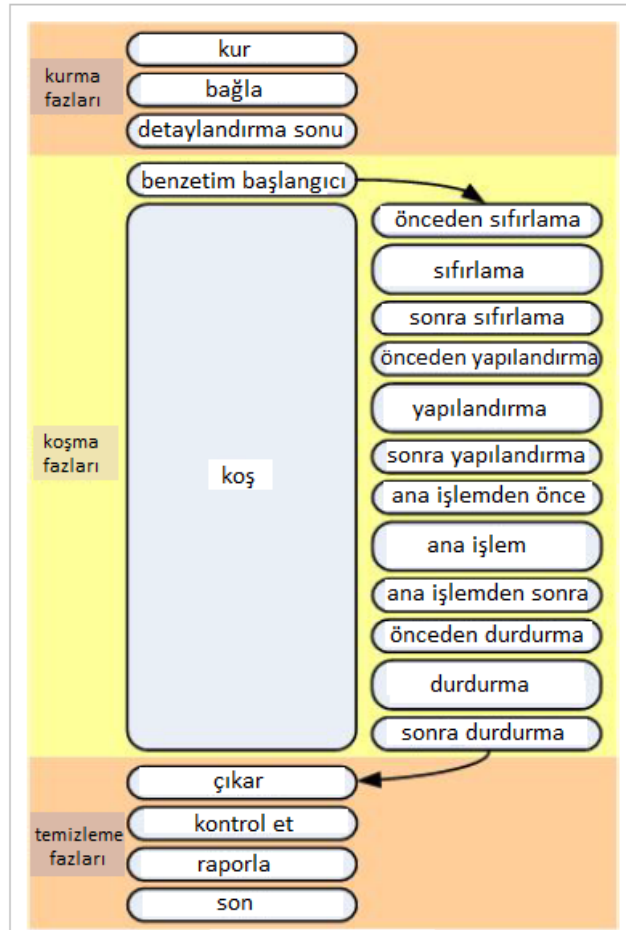 kurma
fazları
kur
bağla
detaylandırma sonu
koşma
fazları
benzetim başlangıcı
koş
önceden sıfırlama
sıfırlama
sonra sıfırlama
önceden yapılandırma
yapılandırma
sonra yapılandırma
ana işlemden önce
ana işlem
ana işlemden sonra
önceden durdurma
durdurma
sonra durdurma
temizleme
fazları
çıkar
kontrol et
raporla
son